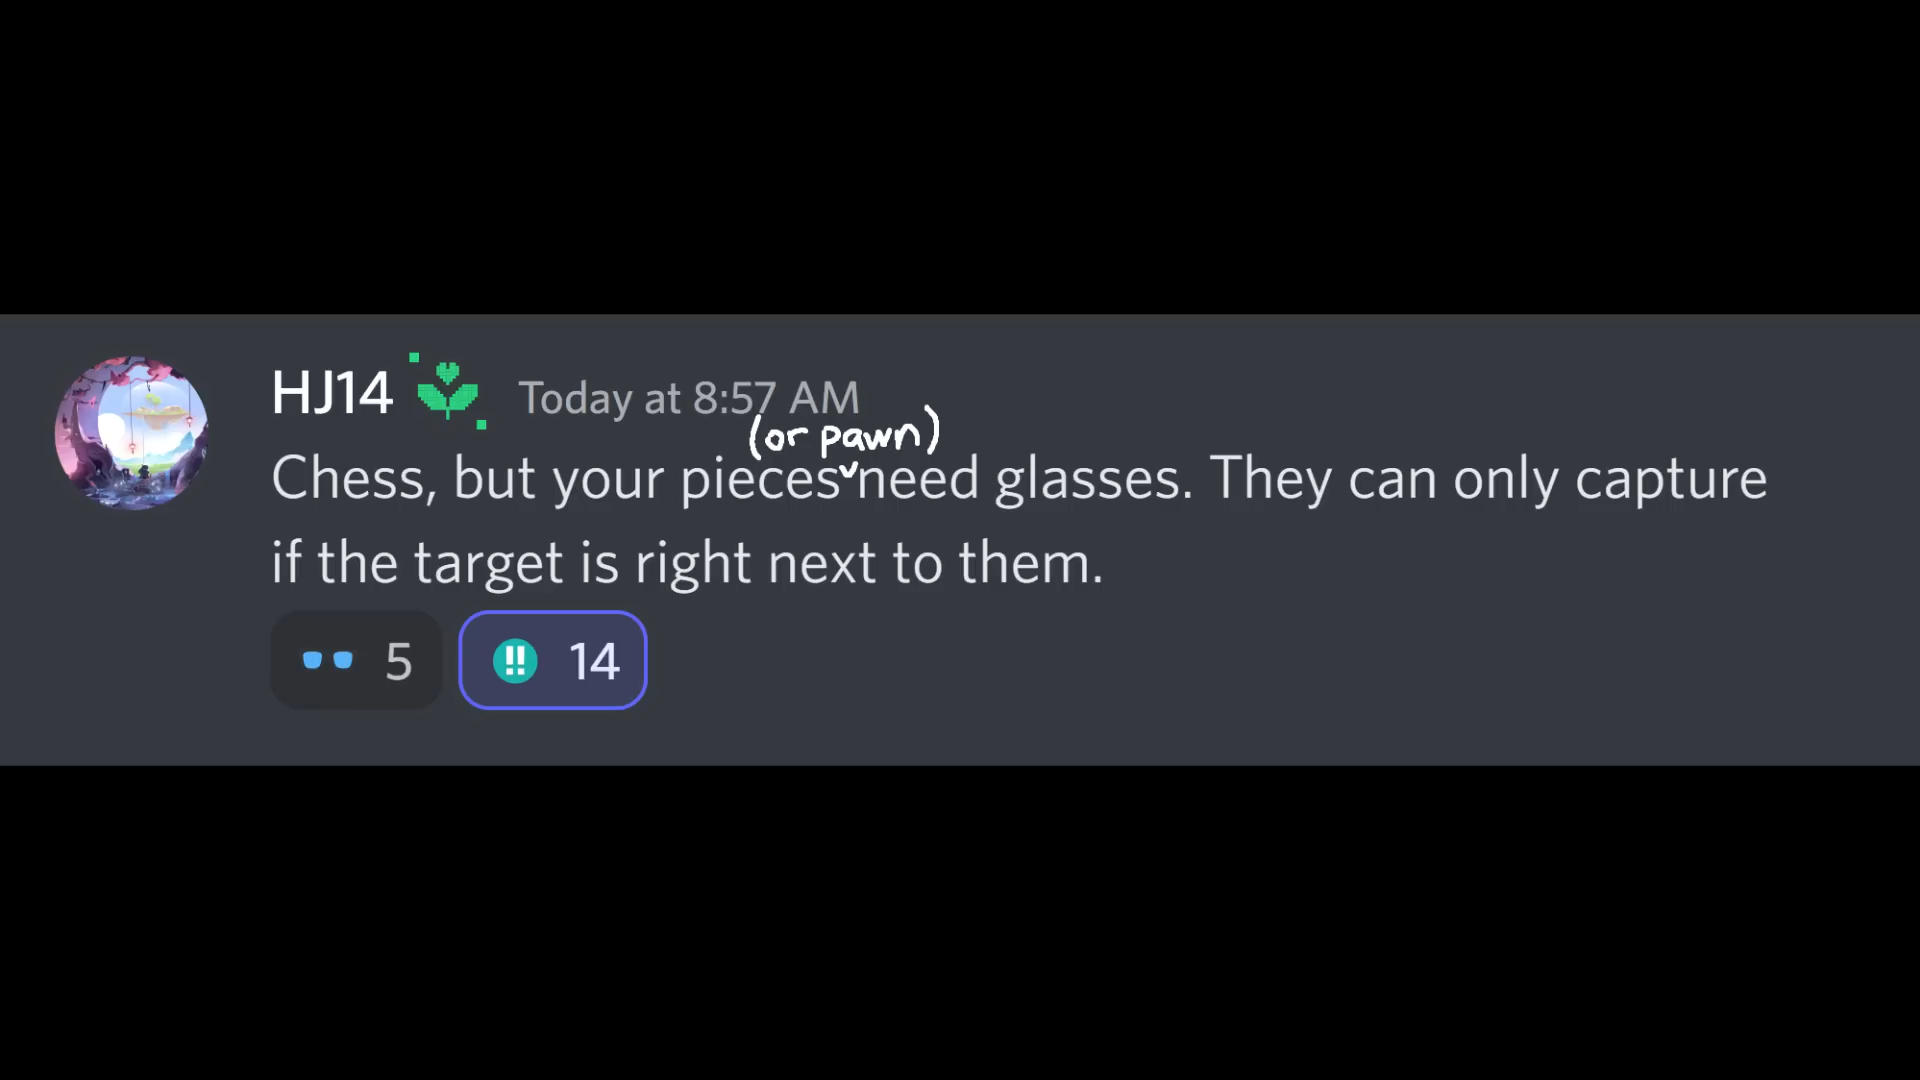 HJ14 Today at 8:57 AM
(or pawn)
Chess, but your pieces need glasses. They can only capture
if the target is right next to them.
5 !! 14